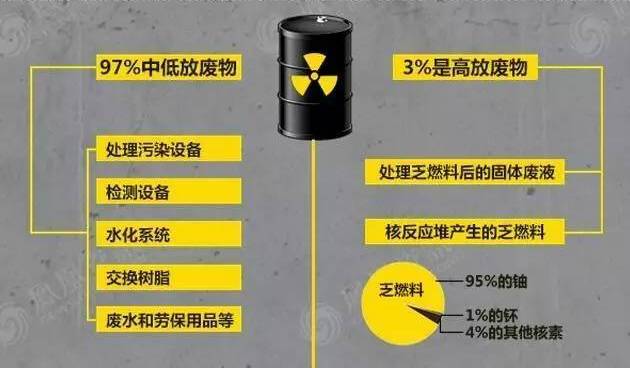 97%中低放废物
处理污染设备
检测设备
水化系统
交换树脂
废水和劳保用品等
3%是高放废物
处理乏燃料后的固体废液
核反应堆产生的乏燃料
乏燃料
95%的铀
1%的钚
4%的其他核素